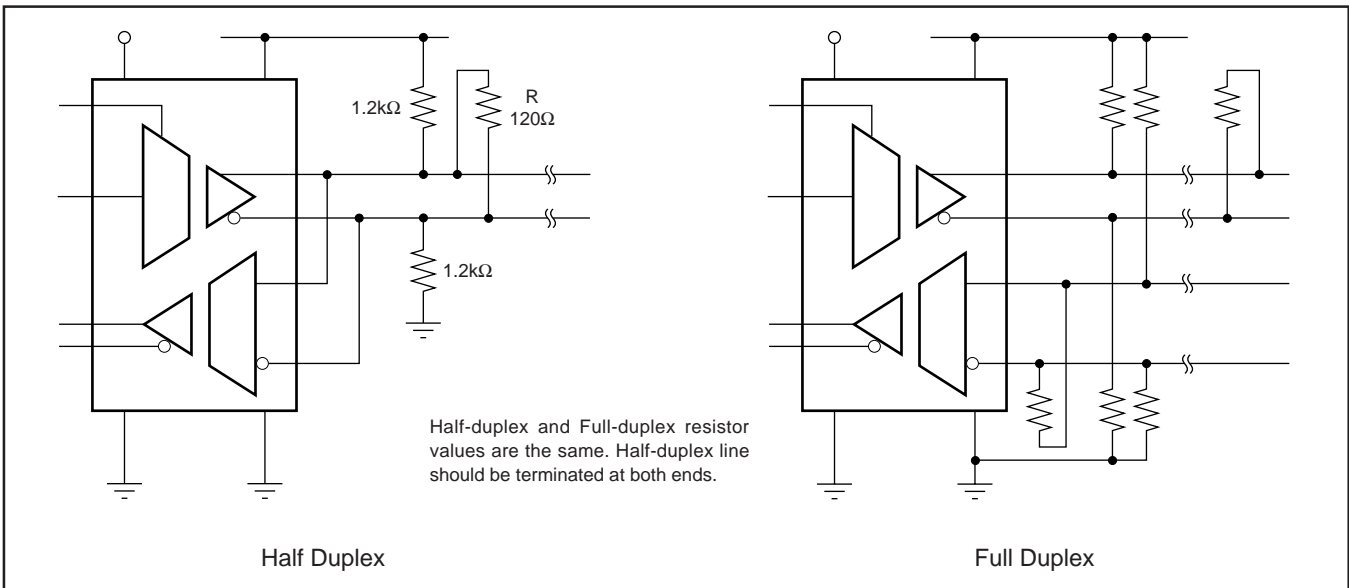 1.2kΩ
R
120Ω
1.2kΩ
Half-duplex and Full-duplex resistor
values are the same. Half-duplex line
should be terminated at both ends.
Half Duplex
Full Duplex